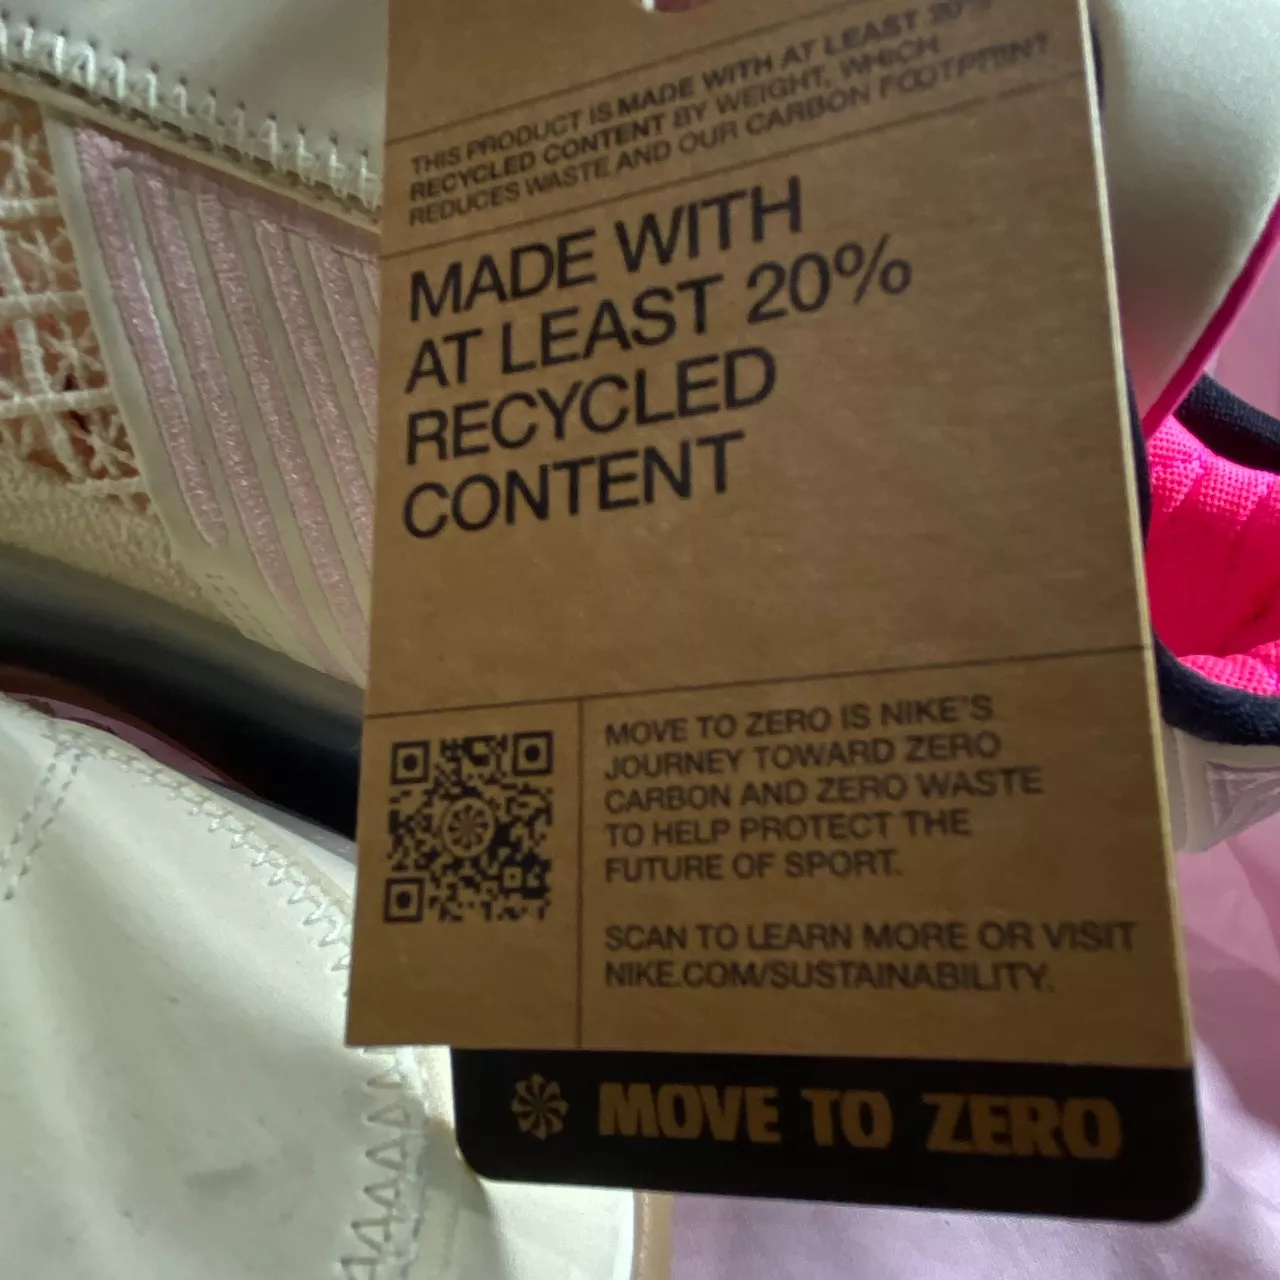 THIS PRODUCT IS MADE WITH AT LEAST 20%
RECYCLED CONTENT BY WEIGHT, WHICH
REDUCES WASTE AND OUR CARBON FOOTPRINT
MADE WITH
AT LEAST 20%
RECYCLED
CONTENT
MOVE TO ZERO IS NIKE'S
JOURNEY TOWARD ZERO
CARBON AND ZERO WASTE
TO HELP PROTECT THE
FUTURE OF SPORT.
SCAN TO LEARN MORE OR VISIT
NIKE.COM/SUSTAINABILITY.
MOVE TO ZERO